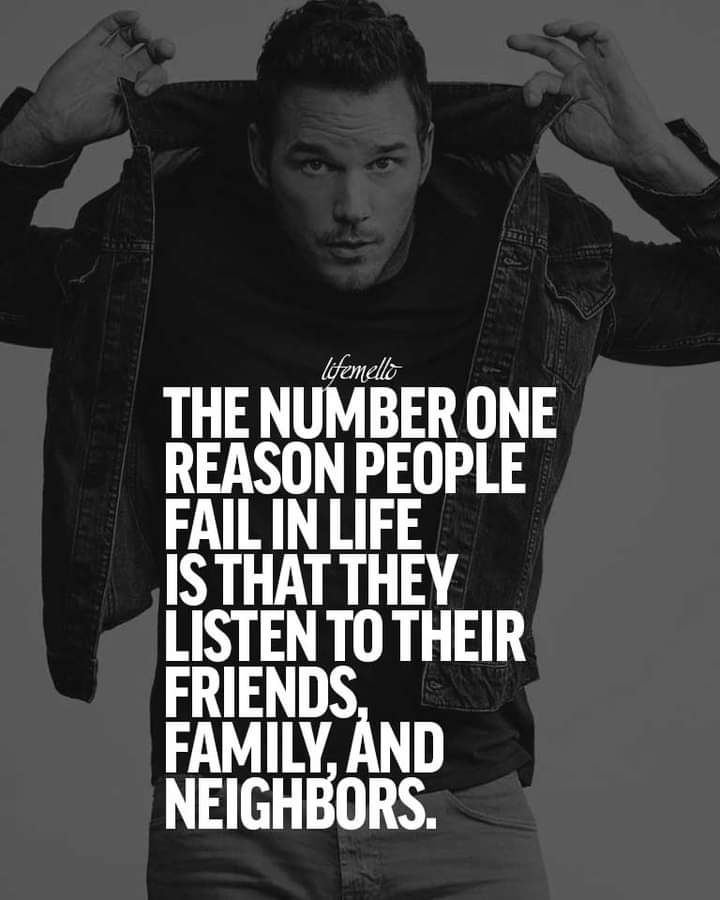 lifemello
THE NUMBER ONE
REASON PEOPLE
FAIL IN LIFE
IS THAT THEY
LISTEN TO THEIR
FRIENDS,
FAMILY, AND
NEIGHBORS.